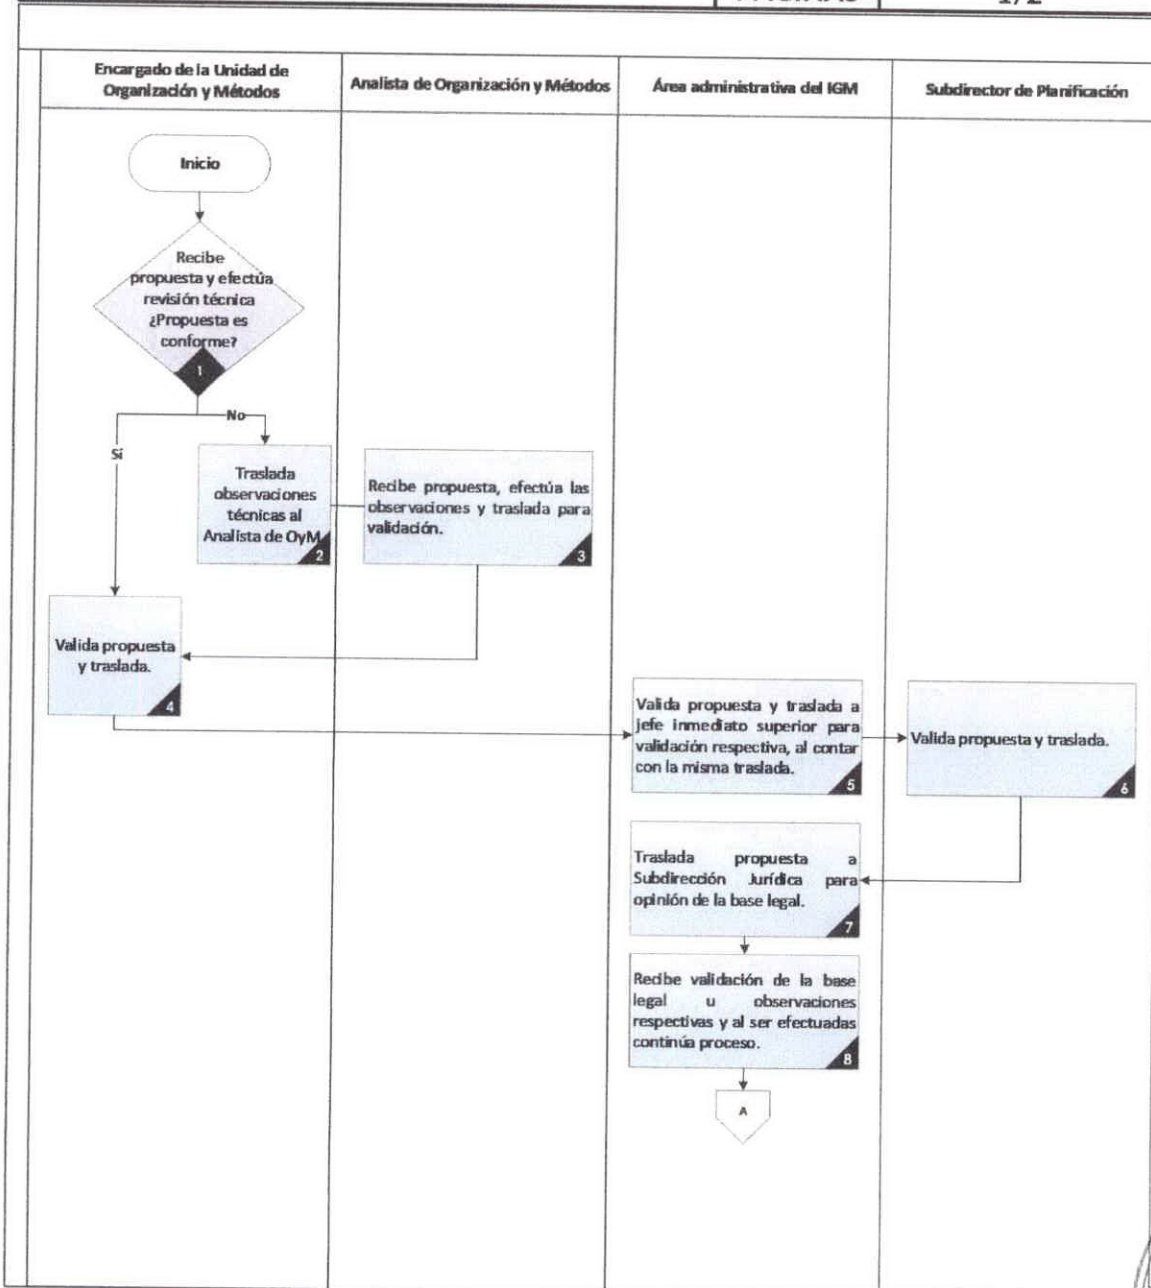 PÁGINAS
1/2
Encargado de la Unidad de
Organización y Métodos
Analista de Organización y Métodos
Área administrativa del IGM
Subdirector de Planificación
Inicio
Recibe
propuesta y efectúa
revisión técnica
¿Propuesta es
conforme?
1
No
Sí
Traslada
observaciones
técnicas al
Analista de OyM
2
Recibe propuesta, efectúa las
observaciones y traslada para
validación.
3
Valida propuesta
y traslada.
4
Valida propuesta y traslada a
jefe inmediato superior para
validación respectiva, al contar
con la misma traslada.
5
Valida propuesta y traslada.
6
Traslada propuesta a
Subdirección Jurídica para
opinión de la base legal.
7
Recibe validación de la base
legal u observaciones
respectivas y al ser efectuadas
continúa proceso.
8
A